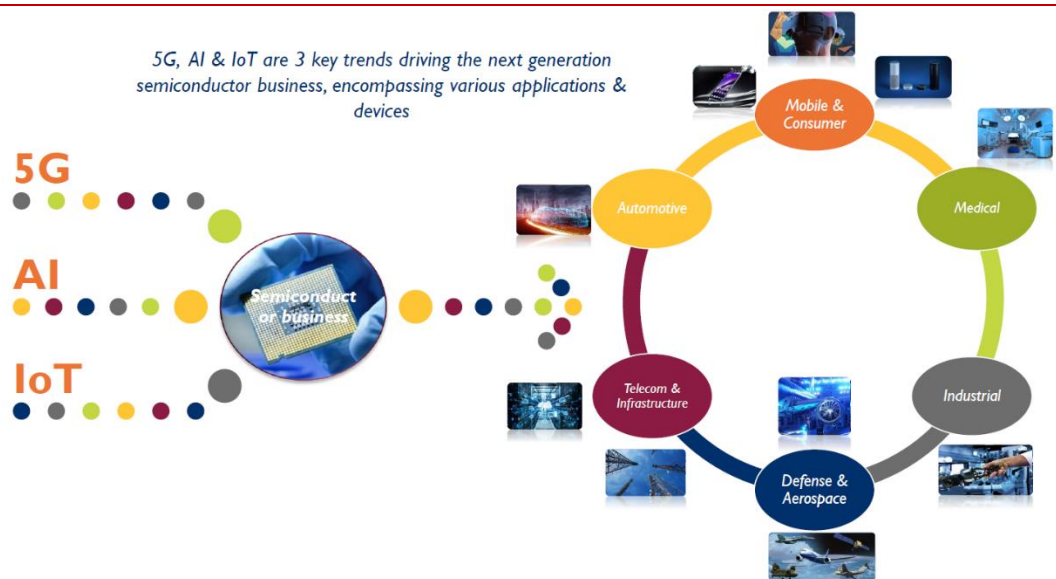 5G, AI & IoT are 3 key trends driving the next generation
semiconductor business, encompassing various applications &
devices
5G
AI
IoT
Semiconduct
or business
Mobile &
Consumer
Automotive
Medical
Telecom &
Infrastructure
Industrial
Defense &
Aerospace